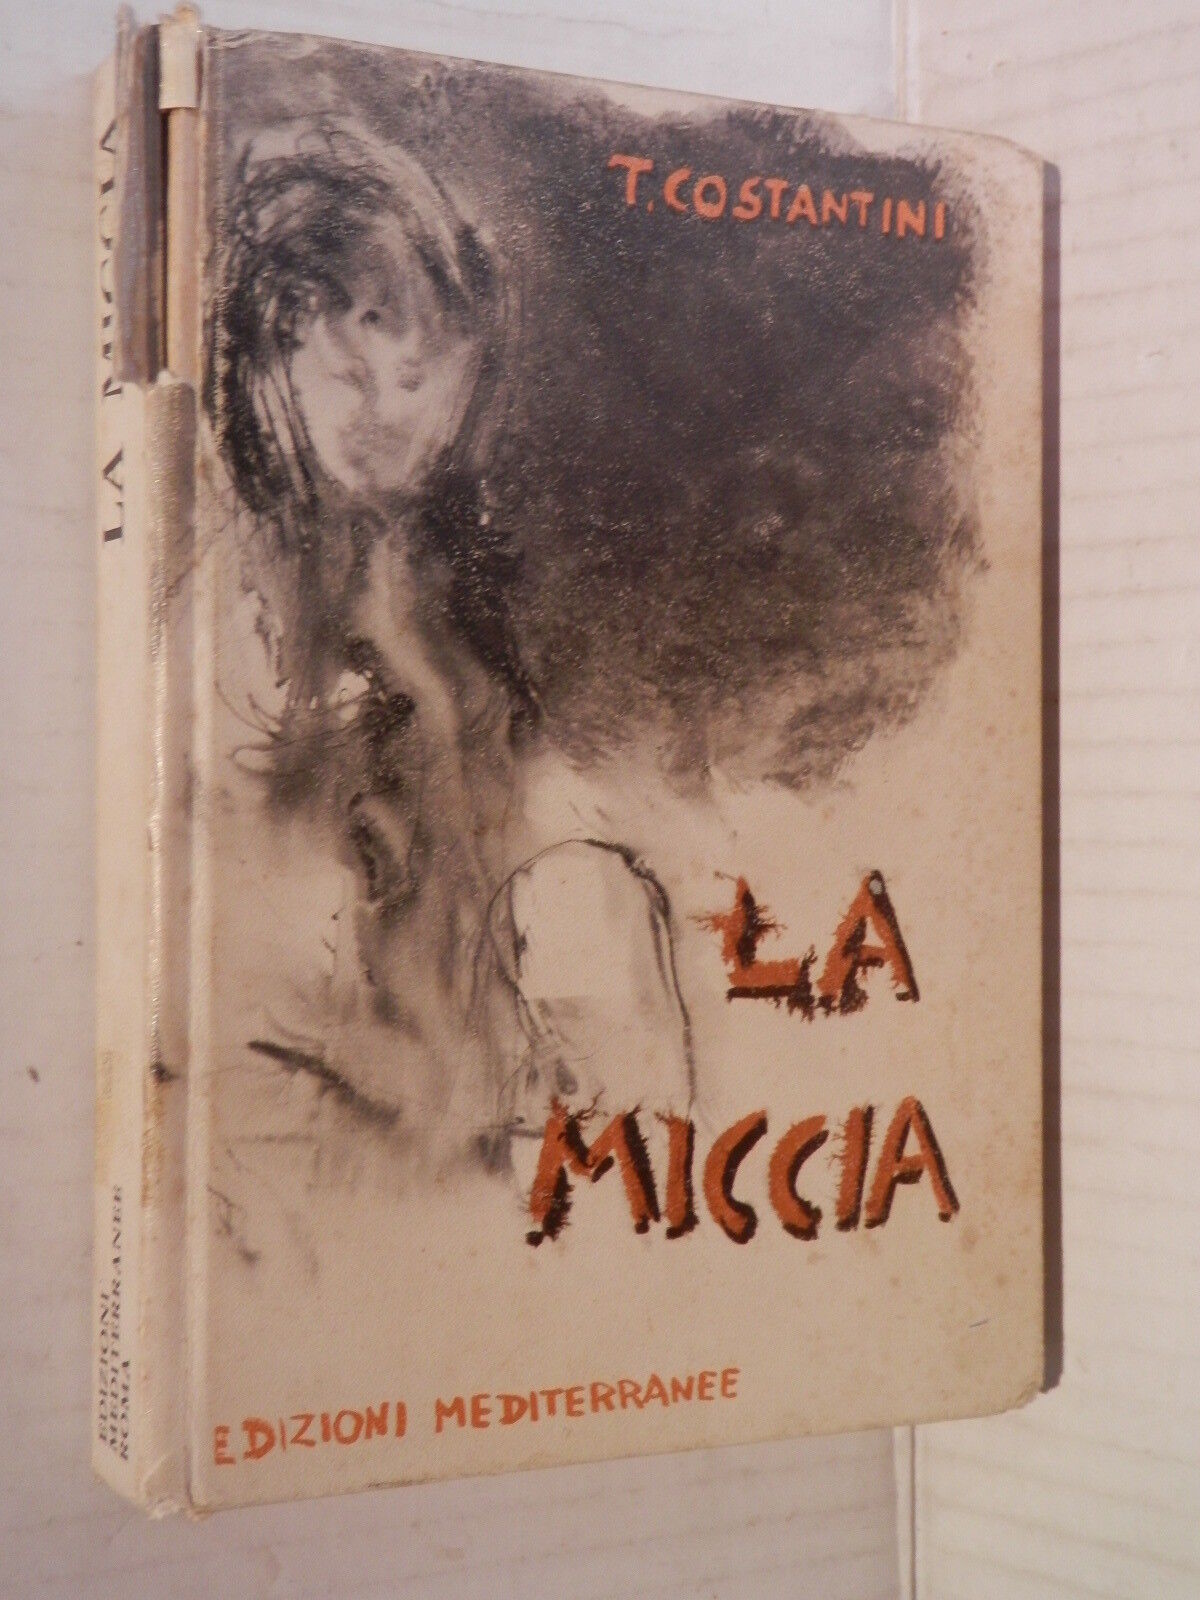 T. COSTANTINI
LA
MICCIA
EDIZIONI MEDITERRANEE
LA MICCIA
EDIZIONI
MEDITERRANEE
ROMA